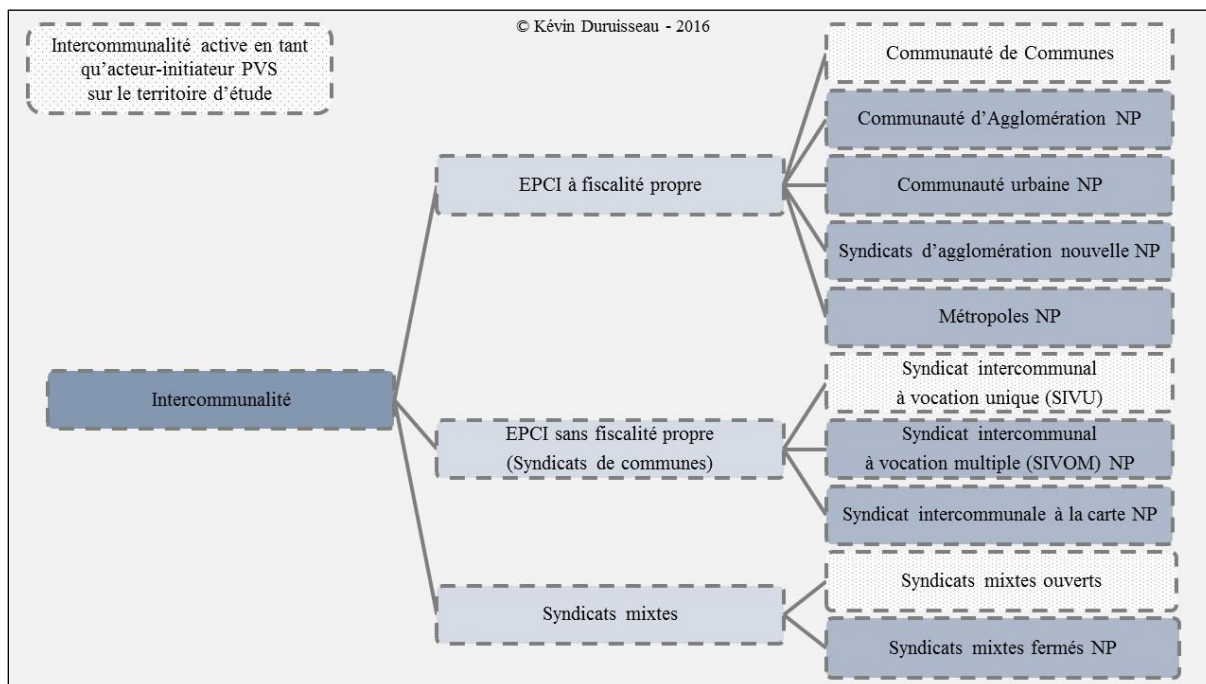 © Kévin Duruisseau - 2016
Intercommunalité active en tant
qu'acteur-initiateur PVS
sur le territoire d'étude
Intercommunalité
EPCI à fiscalité propre
Communauté de Communes
Communauté d'Agglomération NP
Communauté urbaine NP
Syndicats d'agglomération nouvelle NP
Métropoles NP
EPCI sans fiscalité propre
(Syndicats de communes)
Syndicat intercommunal
à vocation unique (SIVU)
Syndicat intercommunal
à vocation multiple (SIVOM) NP
Syndicat intercommunale à la carte NP
Syndicats mixtes
Syndicats mixtes ouverts
Syndicats mixtes fermés NP